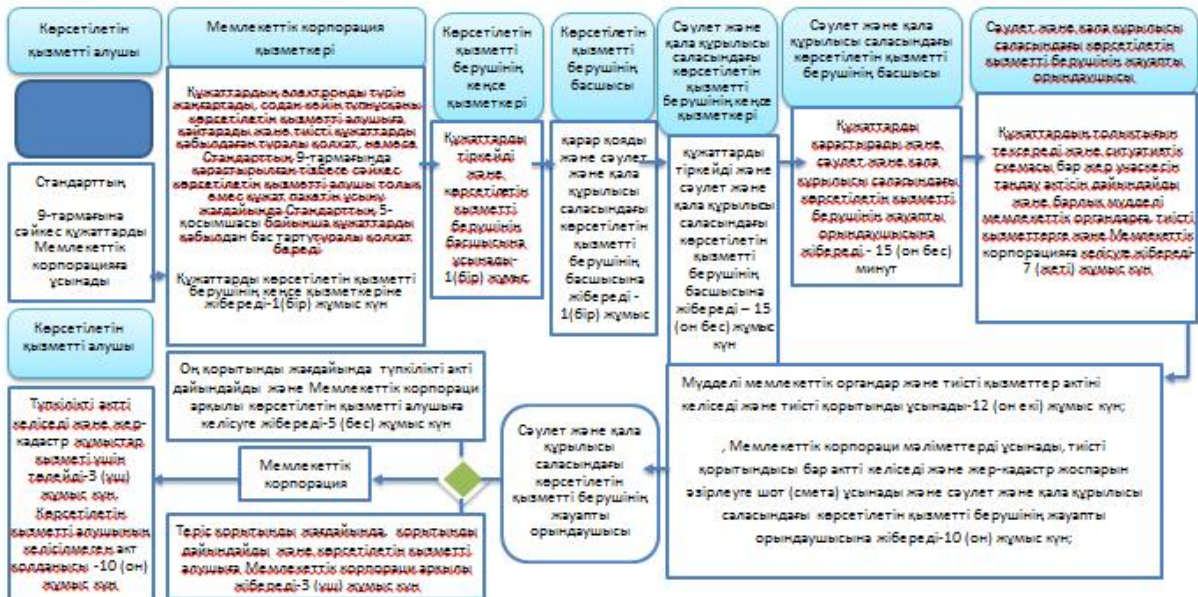 Көрсетілетін
қызметті алушы
Мемлекеттік корпорация
қызметкері
Көрсетілетін
қызметті
берушінің
кеңсе
қызметкері
Көрсетілетін
қызметті
берушінің
басшысы
Сәулет және
қала құрылысы
саласындағы
көрсетілетін
қызметті
берушінің кеңсе
қызметкері
Сәулет және қала
құрылысы саласындағы
көрсетілетін қызметті
берушінің басшысы
Сәулет және қала құрылысы
саласындағы көрсетілетін
қызметті берушінің жауапты
орындаушысы
Стандарттың
9-тармағына
сәйкес құжаттарды
Мемлекеттік
корпорацияға
ұсынады
Құжаттардың электронды түрін
жаңғартады, содан кейін түпнұсқаны
көрсетілетін қызметті алушыға
қайтарады және тиісті құжаттарды
қабылдаған туралы қолхат, немесе
Стандарттың 9-тармағында
қарастырылған тізбеге сәйкес
көрсетілетін қызметті алушы толық
емес құжат пакетін ұсыну
жағдайында Стандарттың 5-
қосымшасы бойынша құжаттарды
қабылдан бас тартутуралы қолхат
береді
Құжаттарды көрсетілетін қызметті
берушінің кеңсе қызметкеріне
жібереді-1(бір) жұмыс күн
Құжаттарды
тіркейді
және
көрсетілетін
қызметті
берушінің
басшысына
ұсынады-
1(бір) жұмыс
қарар қояды
және сәулет
және қала
құрылысы
саласындағы
көрсетілетін
қызметті
берушінің
басшысына
жібереді -
1(бір) жұмыс
құжаттарды
тіркейді және
сәулет және
қала құрылысы
саласындағы
көрсетілетін
қызметті
берушінің
басшысына
жібереді – 15
(он бес) жұмыс
күн
Құжаттарды
қарастырады және
сәулет және қала
құрылысы саласындағы
көрсетілетін қызметті
берушінің жауапты
орындаушысына
жібереді - 15 (он бес)
минут
Құжаттардың толықтығын
тексереді және ситуативтік
схемасы бар жер учаскесін
таңдау актісін дайындайды
және барлық мүдделі
мемлекеттік органдарға, тиісті
қызметтерге және Мемлекеттік
корпорацияға келісуге жібереді-
7 (жеті) жұмыс күн
Көрсетілетін
қызметті алушы
Түпкілікті актті
келіседі және жер-
кадастр жұмыстар
қызметі үшін
төлейді-3 (үш)
жұмыс күн,
Көрсетілетін
қызметті алушының
келісілмеген акт
қолданысы -10 (он)
жұмыс күн
Оң қорытынды жағдайында түпкілікті акті
дайындайды және Мемлекеттік корпораци
арқылы көрсетілетін қызметті алушыға
келісуге жібереді-5 (бес) жұмыс күн
Мемлекеттік
корпорация
Теріс қорытынды жағдайында қорытынды
дайындайды және көрсетілетін қызметті
алушыға Мемлекеттік корпораци арқылы
жібереді-3 (үш) жұмыс күн
Сәулет және қала
құрылысы
саласындағы
көрсетілетін
қызметті берушінің
жауапты
орындаушысы
Мүдделі мемлекеттік органдар және тиісті қызметтер актіні
келіседі және тиісті қорытынды ұсынады-12 (он екі) жұмыс күн;
, Мемлекеттік корпораци мәліметтерді ұсынады, тиісті
қорытындысы бар актті келіседі және жер-кадастр жоспарын
әзірлеуге шот (смета) ұсынады және сәулет және қала құрылысы
саласындағы көрсетілетін қызметті берушінің жауапты
орындаушысына жібереді-10 (он) жұмыс күн;